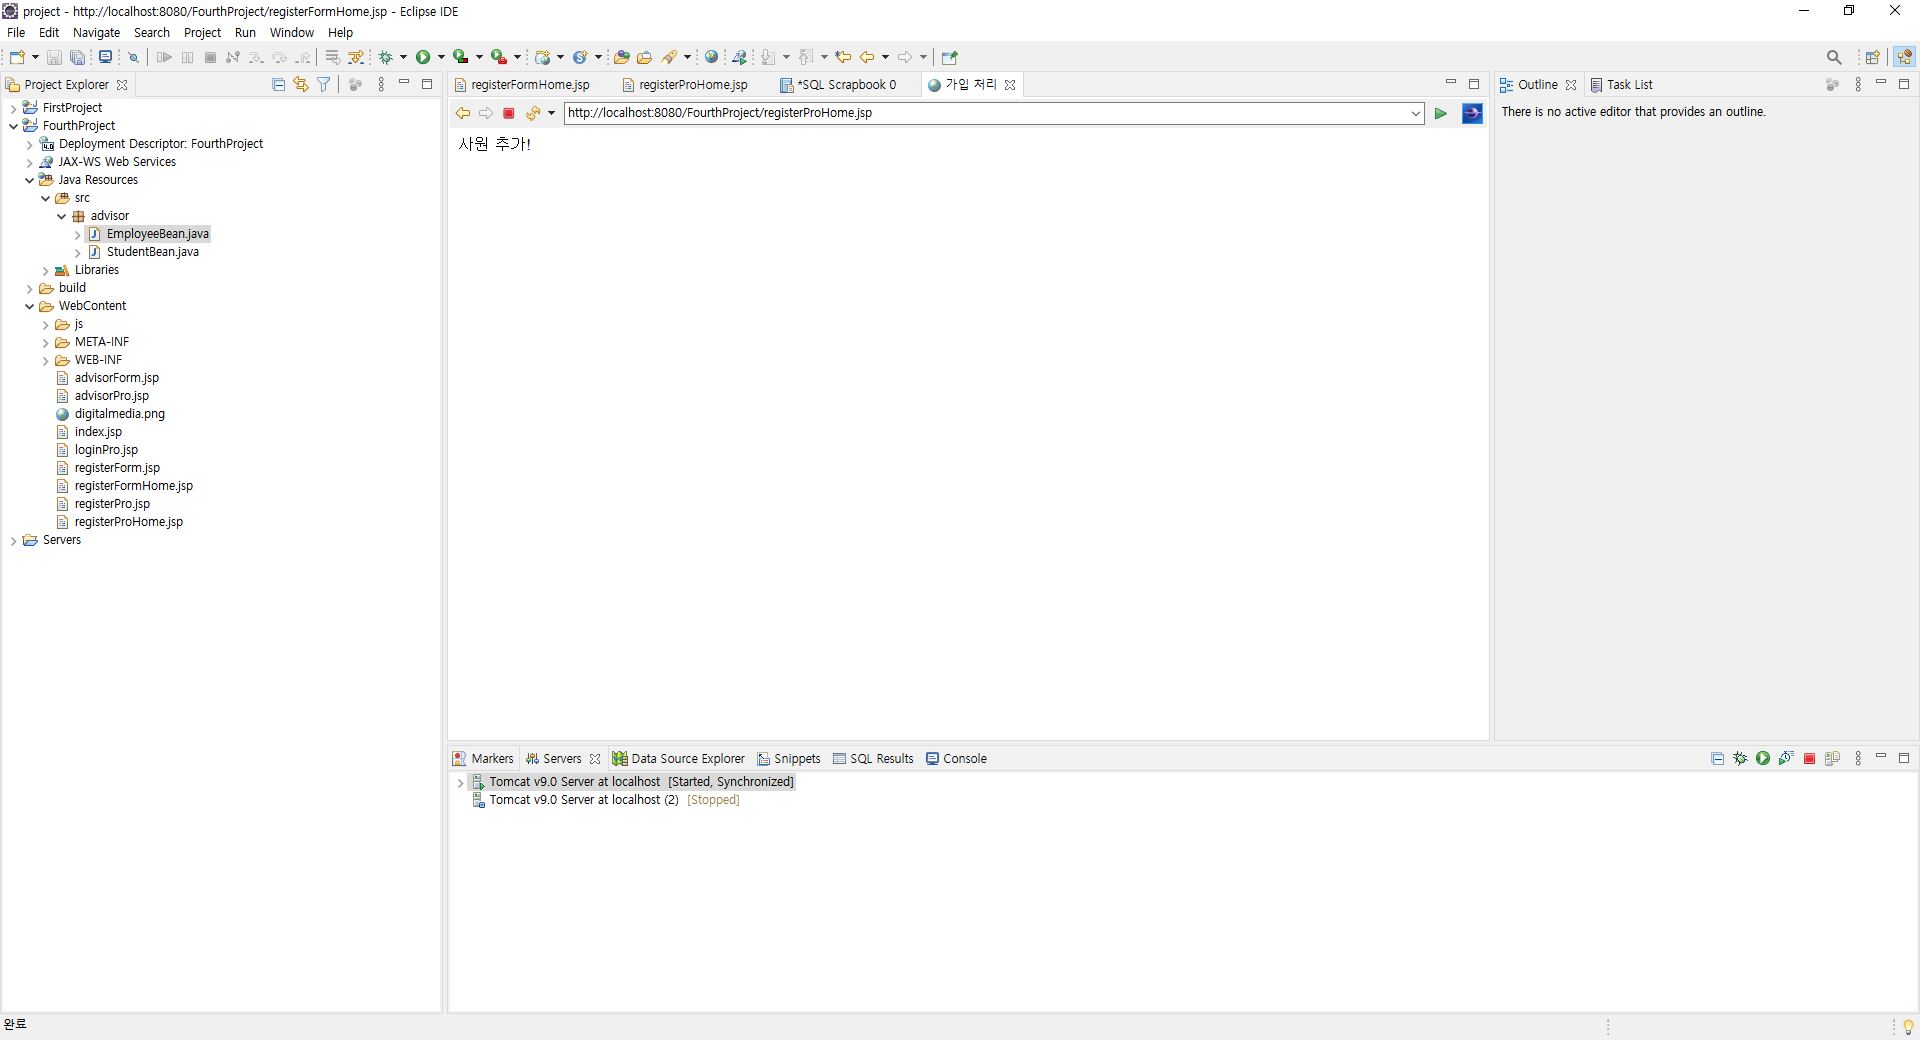 project - http://localhost:8080/FourthProject/registerFormHome.jsp - Eclipse IDE
File Edit Navigate Search Project Run Window Help
Project Explorer
FirstProject
FourthProject
Deployment Descriptor: FourthProject
JAX-WS Web Services
Java Resources
src
advisor
EmployeeBean.java
StudentBean.java
Libraries
build
WebContent
js
META-INF
WEB-INF
advisorForm.jsp
advisorPro.jsp
digitalmedia.png
index.jsp
loginPro.jsp
registerForm.jsp
registerFormHome.jsp
registerPro.jsp
registerProHome.jsp
Servers
registerFormHome.jsp registerProHome.jsp *SQL Scrapbook 0 가입 처리
http://localhost:8080/FourthProject/registerProHome.jsp
사원 추가!
Outline Task List
There is no active editor that provides an outline.
Markers Servers Data Source Explorer Snippets SQL Results Console
Tomcat v9.0 Server at localhost [Started, Synchronized]
Tomcat v9.0 Server at localhost (2) [Stopped]
완료